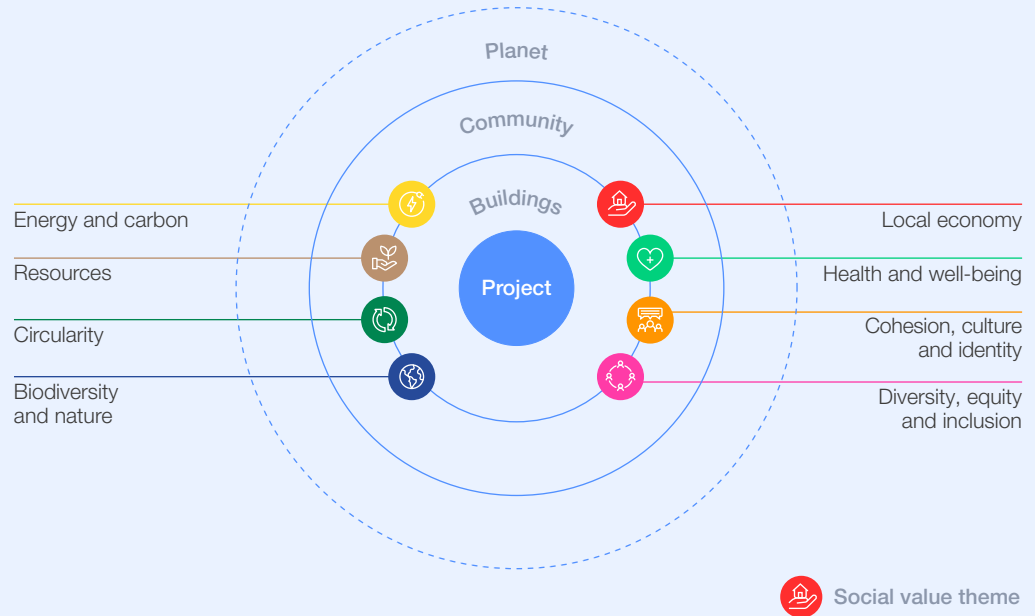 Planet
Community
Buildings
Project
Energy and carbon
Resources
Circularity
Biodiversity
and nature
Local economy
Health and well-being
Cohesion, culture
and identity
Diversity, equity
and inclusion
Social value theme